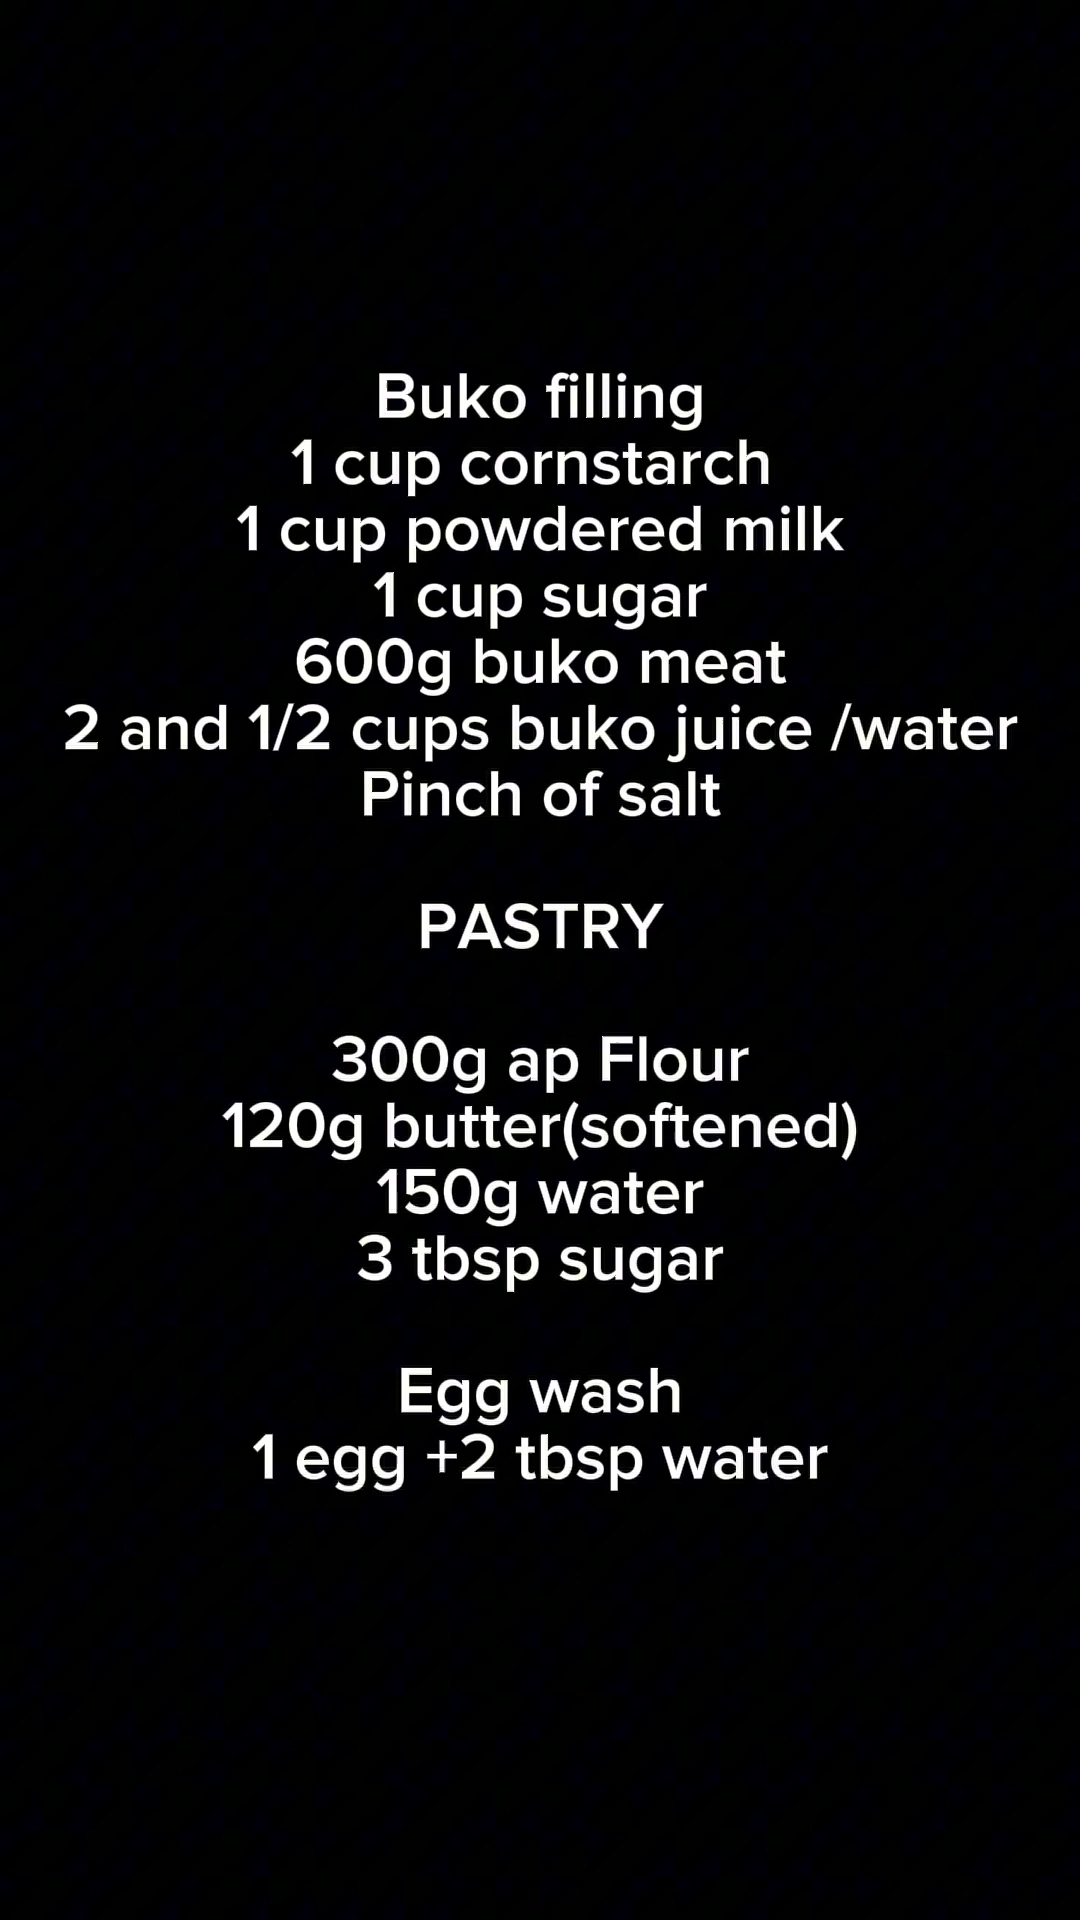 Buko filling
1 cup cornstarch
1 cup powdered milk
1 cup sugar
600g buko meat
2 and 1/2 cups buko juice /water
Pinch of salt
PASTRY
300g ap Flour
120g butter(softened)
150g water
3 tbsp sugar
Egg wash
1 egg +2 tbsp water